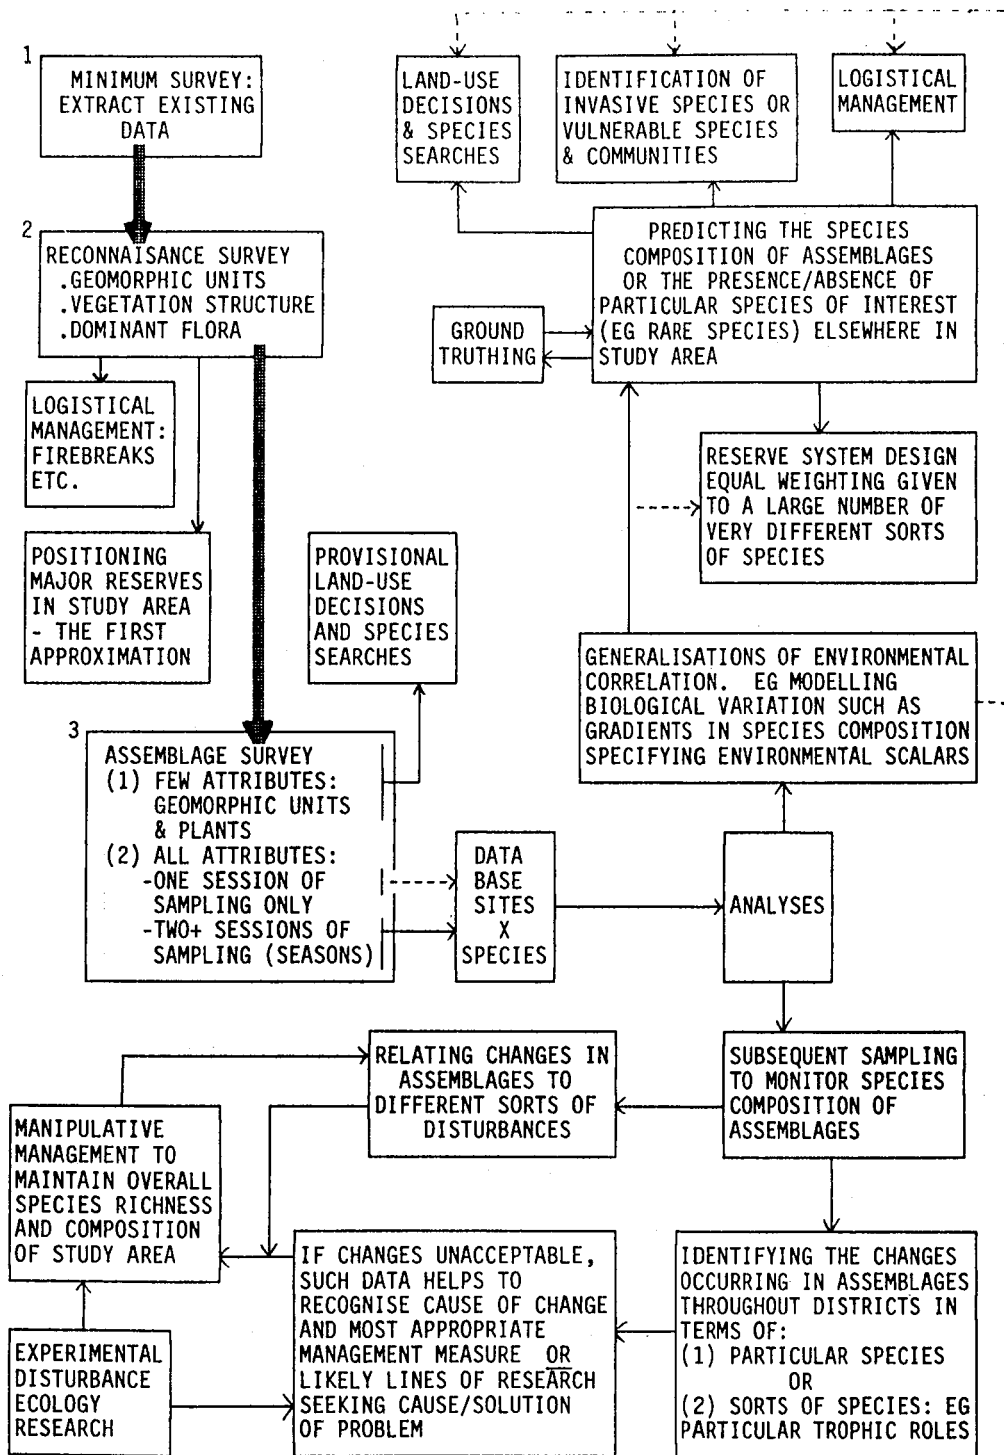 1
MINIMUM SURVEY:
EXTRACT EXISTING
DATA
2
RECONNAISANCE SURVEY
.GEOMORPHIC UNITS
.VEGETATION STRUCTURE
.DOMINANT FLORA
LOGISTICAL
MANAGEMENT:
FIREBREAKS
ETC.
POSITIONING
MAJOR RESERVES
IN STUDY AREA
- THE FIRST
APPROXIMATION
PROVISIONAL
LAND-USE
DECISIONS
AND SPECIES
SEARCHES
3
ASSEMBLAGE SURVEY
(1) FEW ATTRIBUTES:
GEOMORPHIC UNITS
& PLANTS
(2) ALL ATTRIBUTES:
-ONE SESSION OF
SAMPLING ONLY
-TWO+ SESSIONS OF
SAMPLING (SEASONS)
DATA
BASE
SITES
X
SPECIES
ANALYSES
GENERALISATIONS OF ENVIRONMENTAL
CORRELATION. EG MODELLING
BIOLOGICAL VARIATION SUCH AS
GRADIENTS IN SPECIES COMPOSITION
SPECIFYING ENVIRONMENTAL SCALARS
LAND-USE
DECISIONS
& SPECIES
SEARCHES
IDENTIFICATION OF
INVASIVE SPECIES OR
VULNERABLE SPECIES
& COMMUNITIES
LOGISTICAL
MANAGEMENT
PREDICTING THE SPECIES
COMPOSITION OF ASSEMBLAGES
OR THE PRESENCE/ABSENCE OF
PARTICULAR SPECIES OF INTEREST
(EG RARE SPECIES) ELSEWHERE IN
STUDY AREA
GROUND
TRUTHING
RESERVE SYSTEM DESIGN
EQUAL WEIGHTING GIVEN
TO A LARGE NUMBER OF
VERY DIFFERENT SORTS
OF SPECIES
RELATING CHANGES IN
ASSEMBLAGES TO
DIFFERENT SORTS OF
DISTURBANCES
SUBSEQUENT SAMPLING
TO MONITOR SPECIES
COMPOSITION OF
ASSEMBLAGES
MANIPULATIVE
MANAGEMENT TO
MAINTAIN OVERALL
SPECIES RICHNESS
AND COMPOSITION
OF STUDY AREA
IF CHANGES UNACCEPTABLE,
SUCH DATA HELPS TO
RECOGNISE CAUSE OF CHANGE
AND MOST APPROPRIATE
MANAGEMENT MEASURE OR
LIKELY LINES OF RESEARCH
SEEKING CAUSE/SOLUTION
OF PROBLEM
IDENTIFYING THE CHANGES
OCCURRING IN ASSEMBLAGES
THROUGHOUT DISTRICTS IN
TERMS OF:
(1) PARTICULAR SPECIES
OR
(2) SORTS OF SPECIES: EG
PARTICULAR TROPHIC ROLES
EXPERIMENTAL
DISTURBANCE
ECOLOGY
RESEARCH